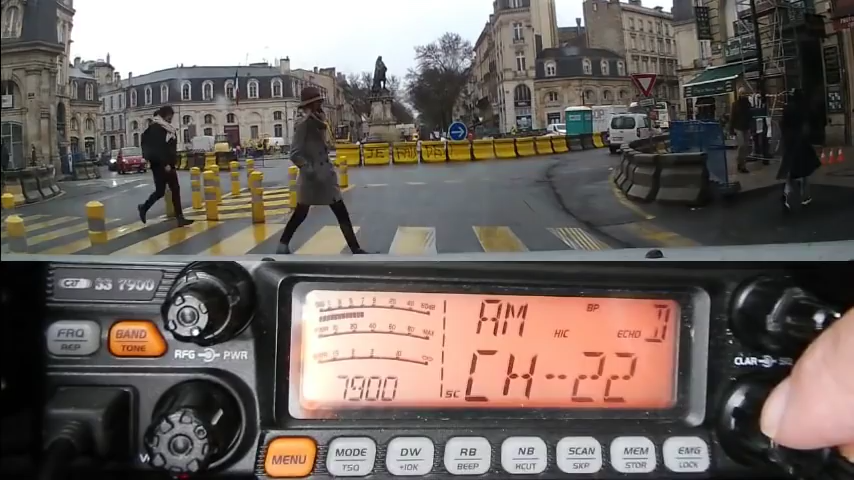 CRT SS 7900
FRQ
REP
BAND
TONE
RFG PWR
AM
BP
HIC
ECHO
D
7900
SC
CH--22
CLAR
MENU
MODE
TSQ
DW
+10K
RB
BEEP
NB
HCUT
SCAN
SKP
MEM
STOR
EMG
LOCK